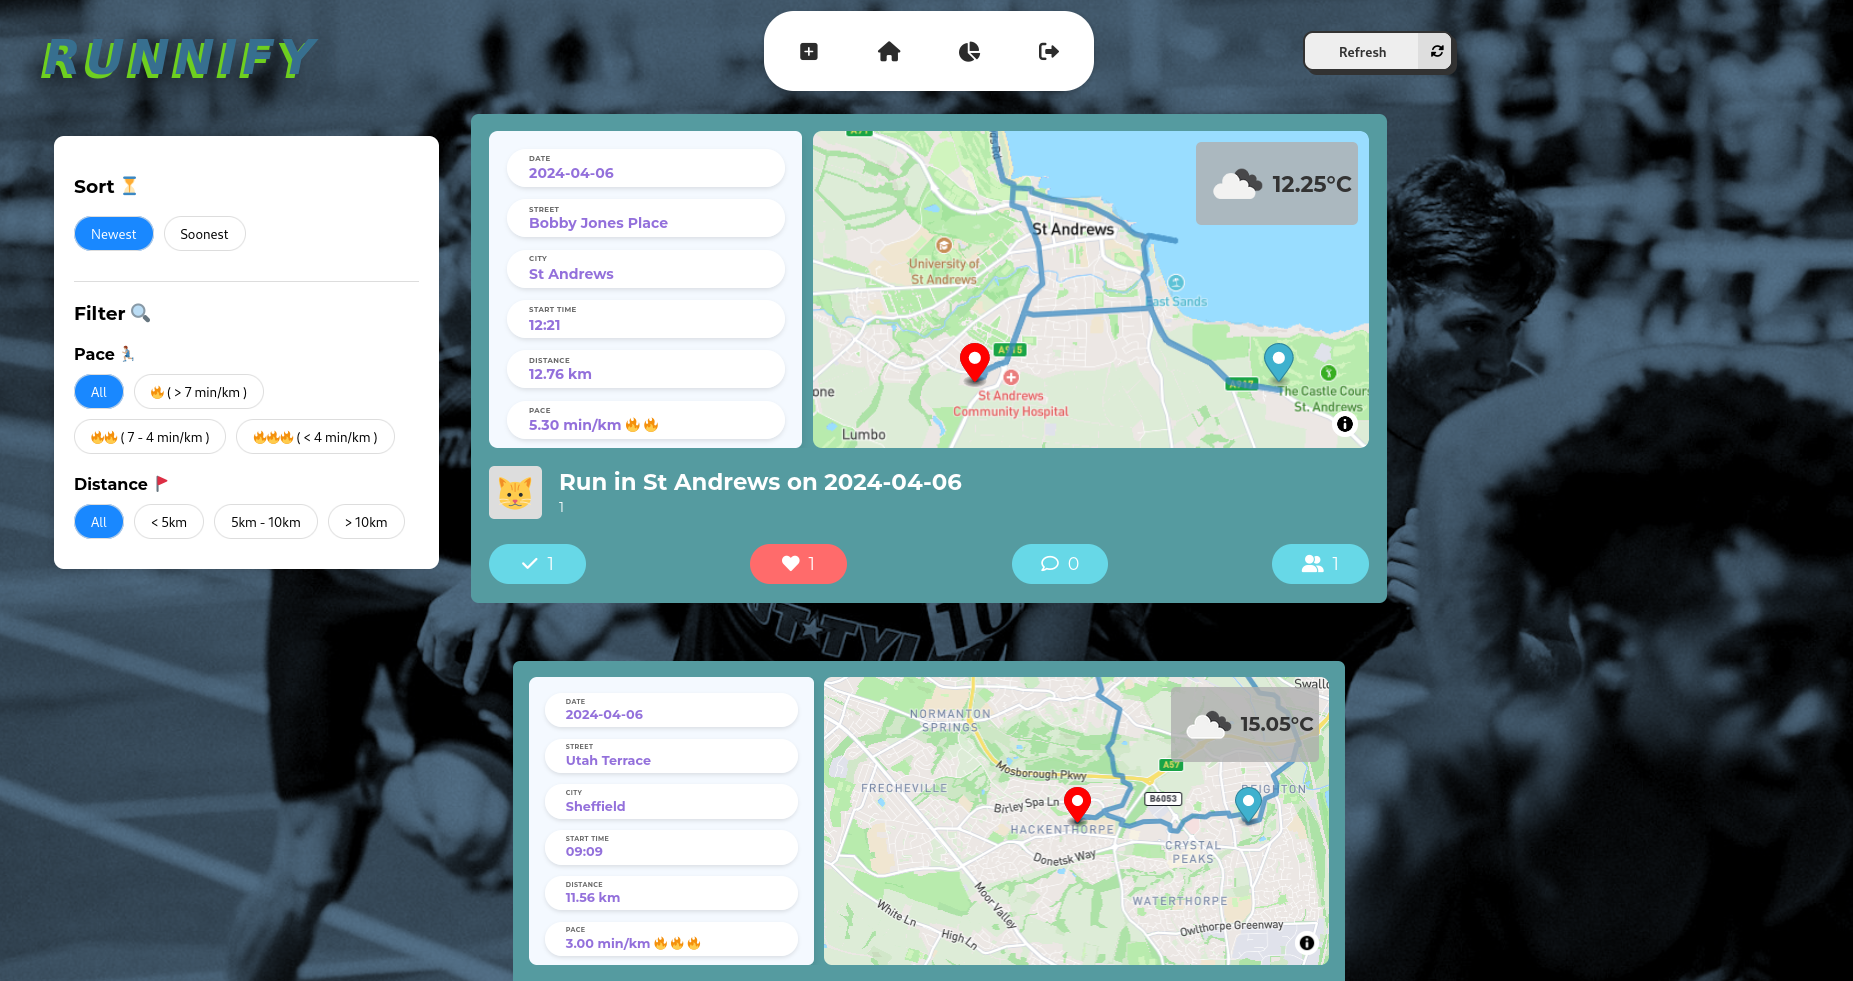 RUNNIFY
Refresh
Sort
Newest
Soonest
Filter
Pace
All
( > 7 min/km )
( 7 - 4 min/km )
( < 4 min/km )
Distance
All
< 5km
5km - 10km
> 10km
DATE
2024-04-06
STREET
Bobby Jones Place
CITY
St Andrews
START TIME
12:21
DISTANCE
12.76 km
PACE
5.30 min/km
12.25°C
St Andrews
University of
St Andrews
East Sands
A915
St Andrews
Community Hospital
A917
The Castle Cours
St. Andrews
one
Lumbo
Run in St Andrews on 2024-04-06
1
1
1
0
1
10
DATE
2024-04-06
STREET
Utah Terrace
CITY
Sheffield
START TIME
09:09
DISTANCE
11.56 km
PACE
3.00 min/km
Swallo
15.05°C
NORMANTON
SPRINGS
A57
Mosborough Pkwy
FRECHEVILLE
Birley Spa Ln
B6053
BEIGHTON
HACKENTHORPE
CRYSTAL
PEAKS
Donetsk Way
Moor Valley
WATERTHORPE
White Ln
High Ln
Owlthorpe Greenway